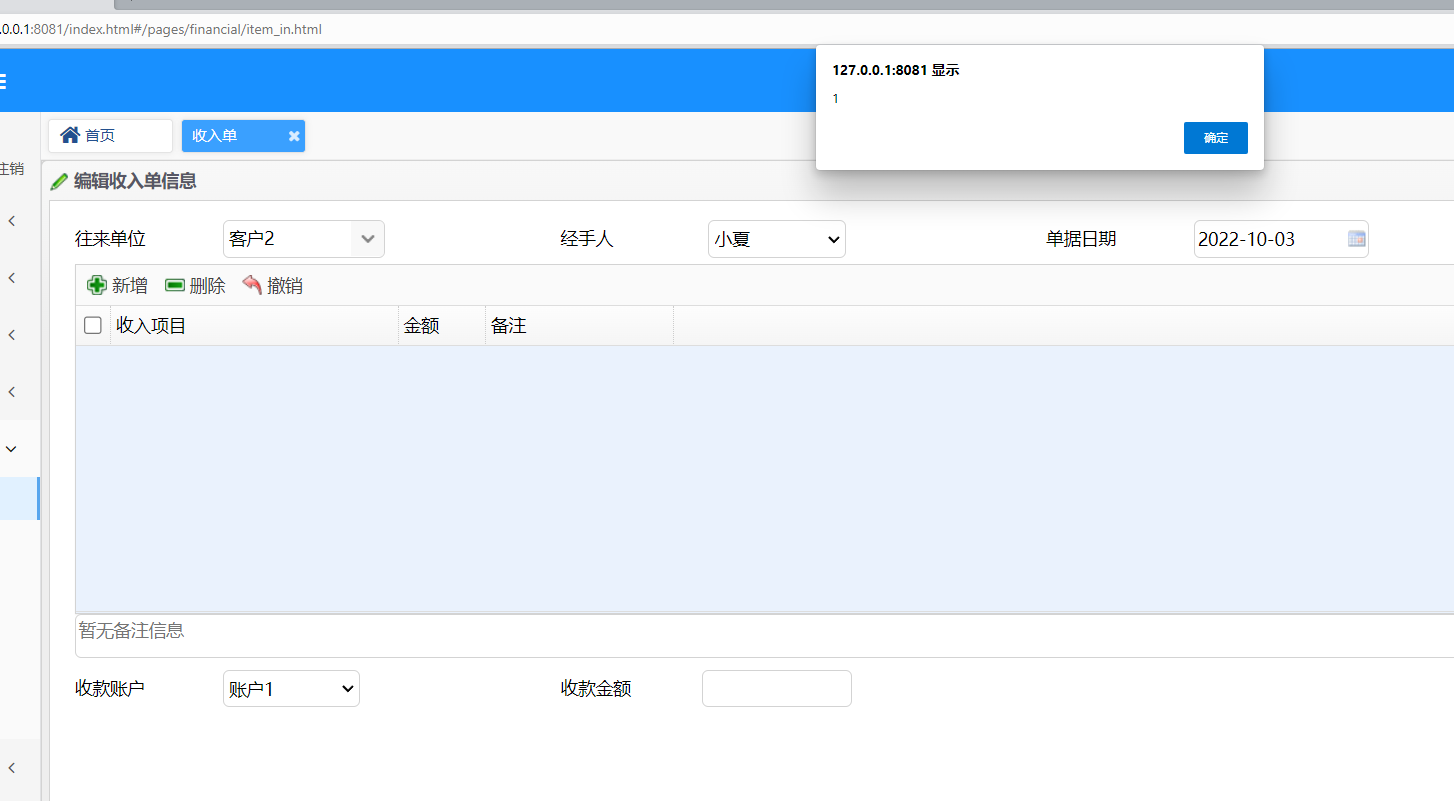 .0.0.1:8081/index.html#/pages/financial/item_in.html
127.0.0.1:8081 显示
1
确定
首页
收入单
注销
编辑收入单信息
往来单位 客户2 经手人 小夏 单据日期 2022-10-03
新增 删除 撤销
收入项目 金额 备注
暂无备注信息
收款账户 账户1 收款金额